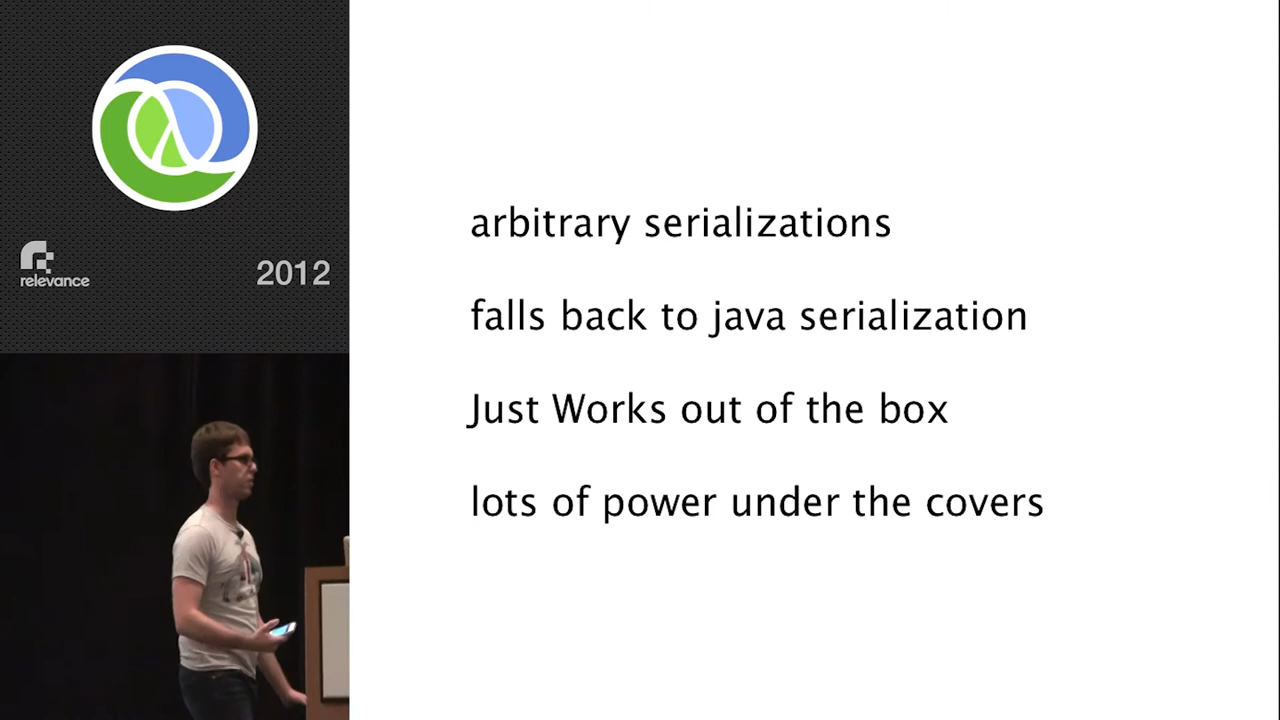 relevance
2012
arbitrary serializations
falls back to java serialization
Just Works out of the box
lots of power under the covers